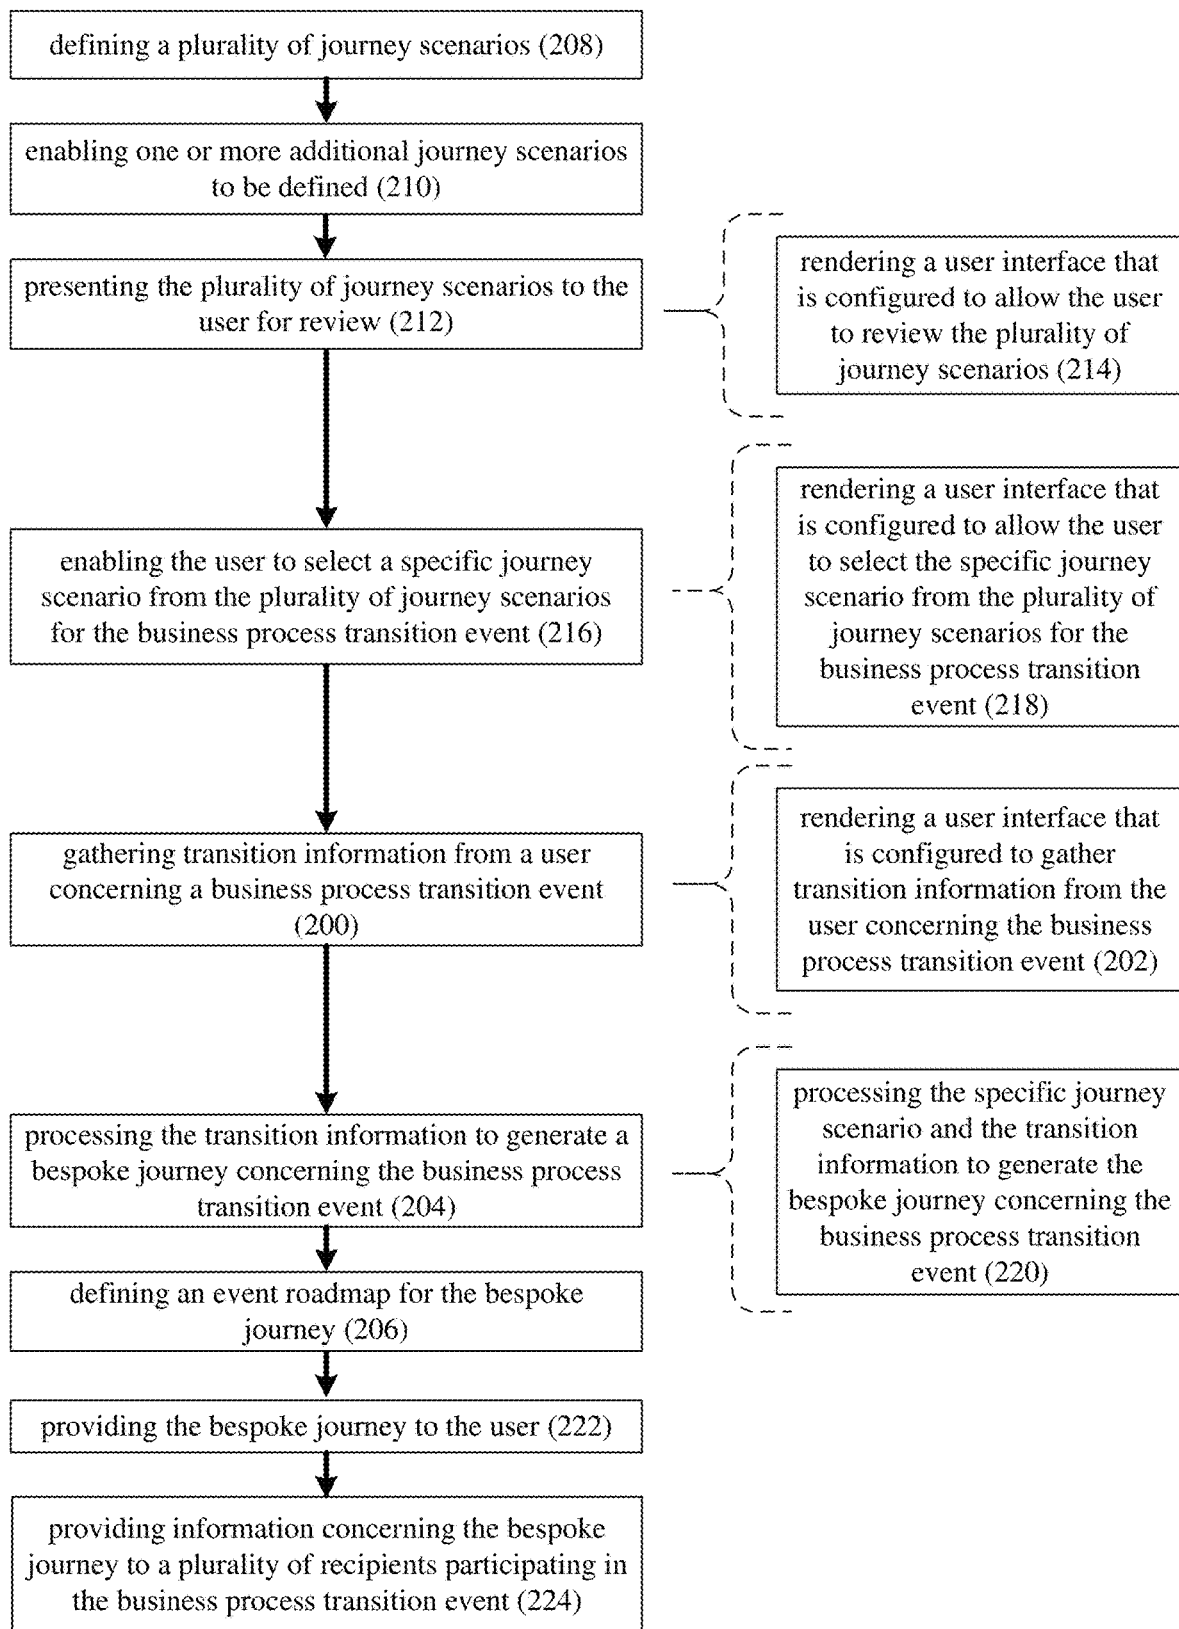 defining a plurality of journey scenarios (208)
enabling one or more additional journey scenarios
to be defined (210)
presenting the plurality of journey scenarios to the
user for review (212)
rendering a user interface that
is configured to allow the user
to review the plurality of
journey scenarios (214)
enabling the user to select a specific journey
scenario from the plurality of journey scenarios
for the business process transition event (216)
rendering a user interface that
is configured to allow the user
to select the specific journey
scenario from the plurality of
journey scenarios for the
business process transition
event (218)
gathering transition information from a user
concerning a business process transition event
(200)
rendering a user interface that
is configured to gather
transition information from the
user concerning the business
process transition event (202)
processing the transition information to generate a
bespoke journey concerning the business process
transition event (204)
processing the specific journey
scenario and the transition
information to generate the
bespoke journey concerning the
business process transition
event (220)
defining an event roadmap for the bespoke
journey (206)
providing the bespoke journey to the user (222)
providing information concerning the bespoke
journey to a plurality of recipients participating in
the business process transition event (224)